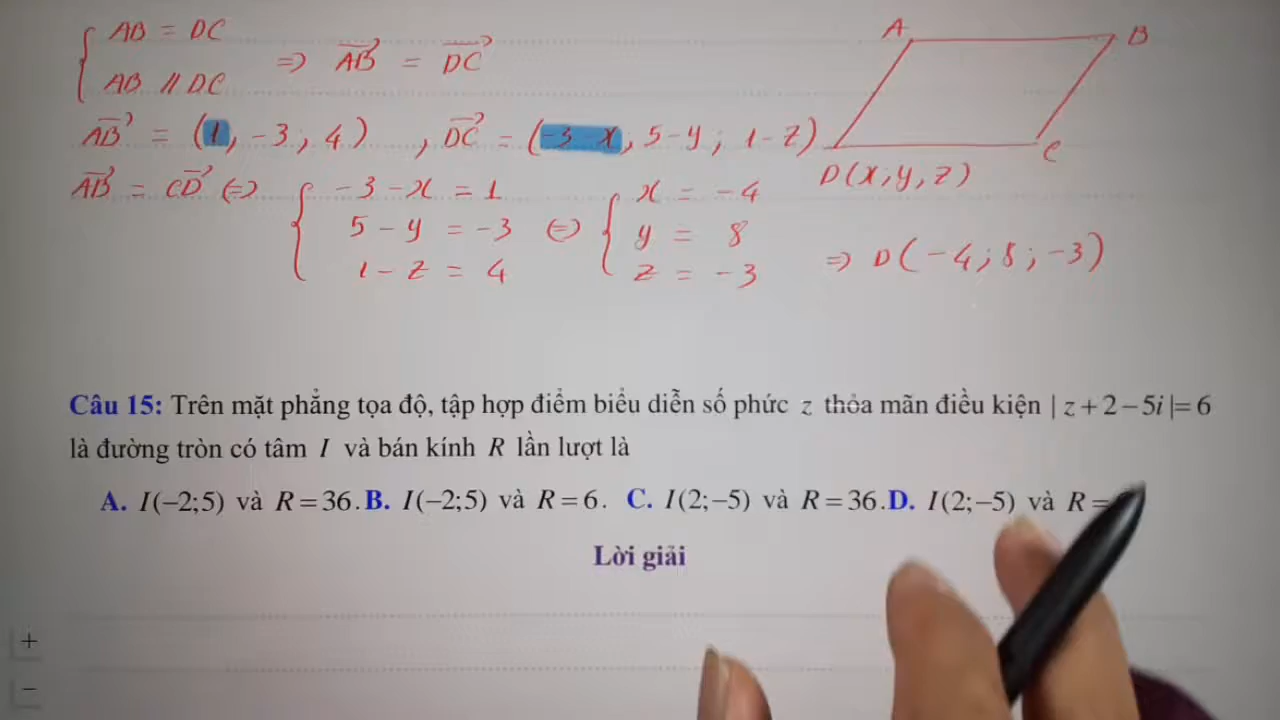 AB = DC
AB // DC
=> AB = DC
A B
AB = (1, -3; 4) , DC = (-3-x; 5-y; 1-z)
C
D(x;y;z)
AB = CD <=> { -3-x = 1
5-y = -3
1-z = 4
<=> { x = -4
y = 8
z = -3
=> D(-4; 8; -3)
Câu 15: Trên mặt phẳng tọa độ, tập hợp điểm biểu diễn số phức z thỏa mãn điều kiện |z+2-5i|=6
là đường tròn có tâm I và bán kính R lần lượt là
A. I(-2;5) và R=36. B. I(-2;5) và R=6. C. I(2;-5) và R=36. D. I(2;-5) và R=
Lời giải
+
−